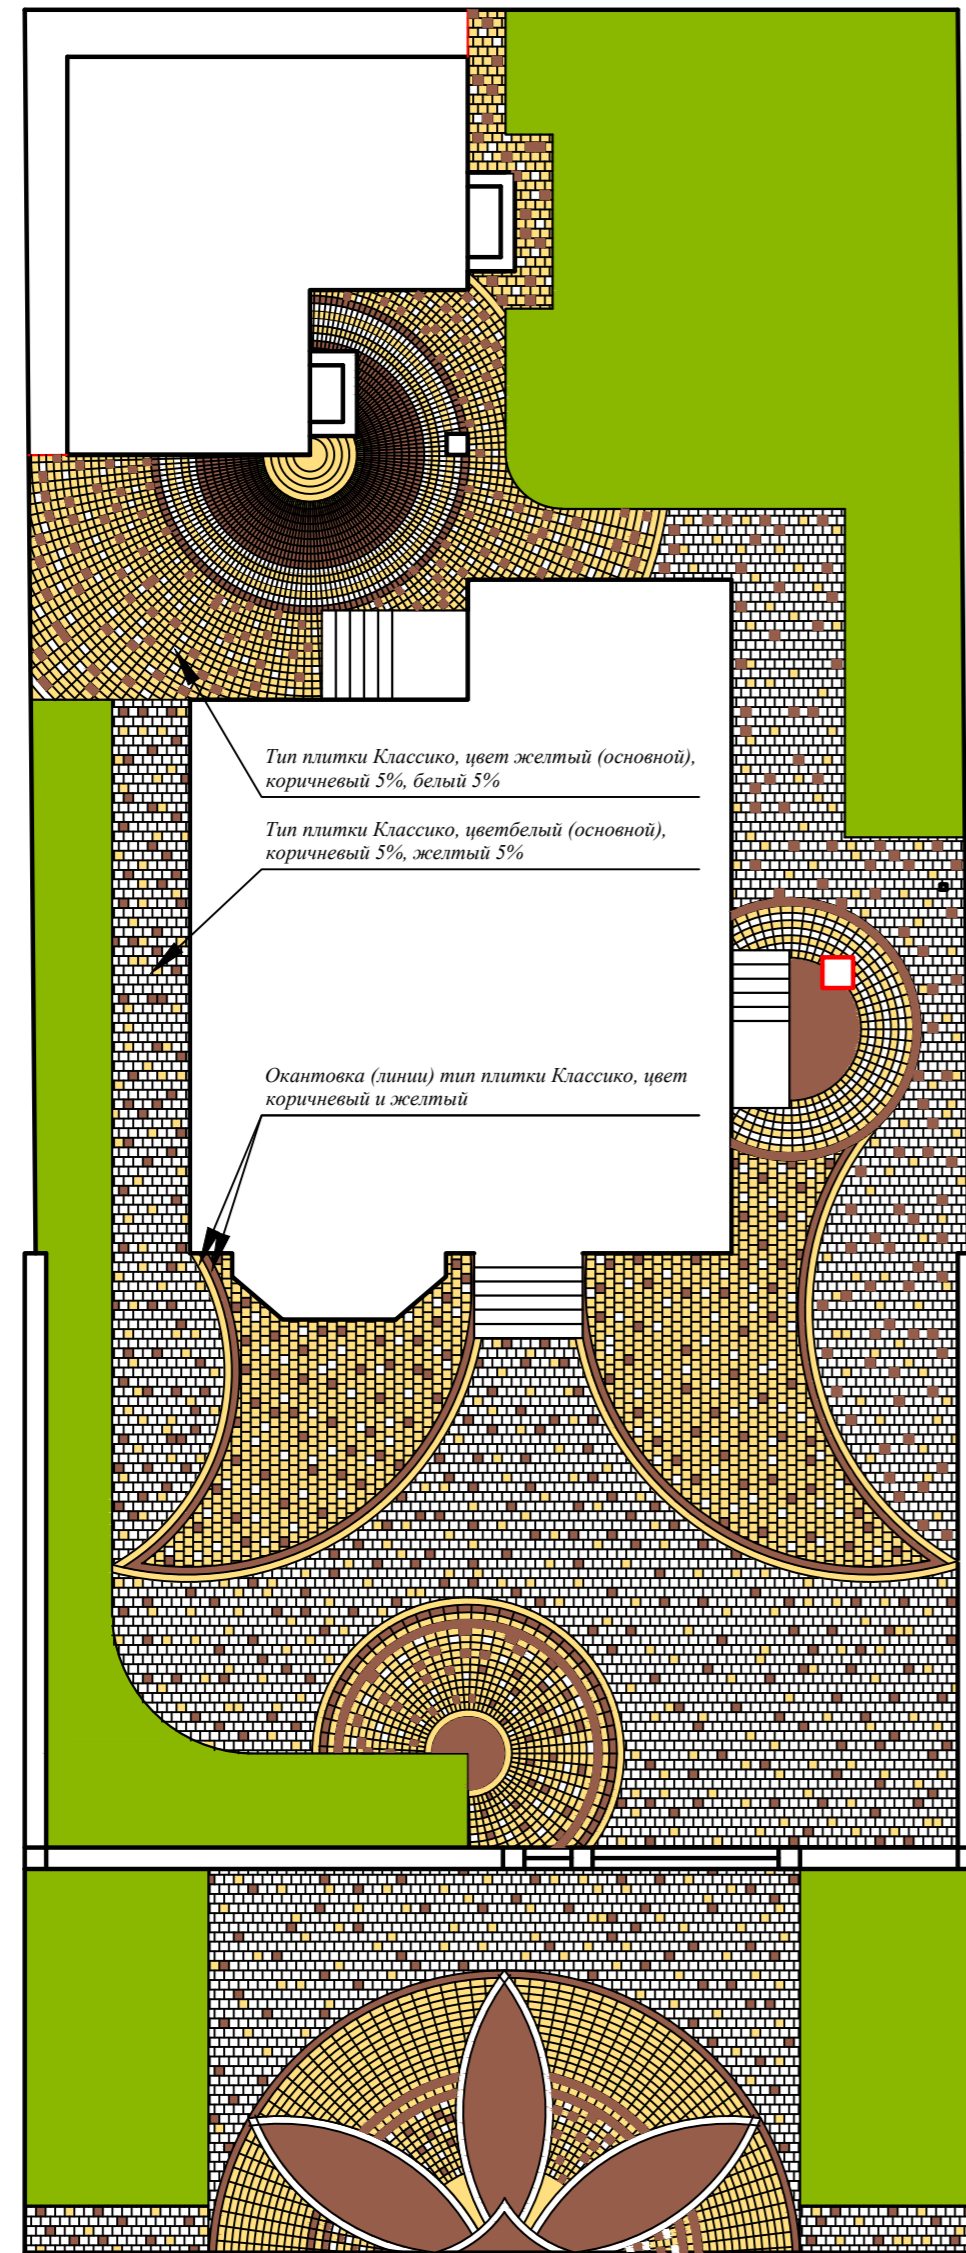 Тип плитки Классико, цвет желтый (основной),
коричневый 5%, белый 5%
Тип плитки Классико, цветбелый (основной),
коричневый 5%, желтый 5%
Окантовка (линии) тип плитки Классико, цвет
коричневый и желтый